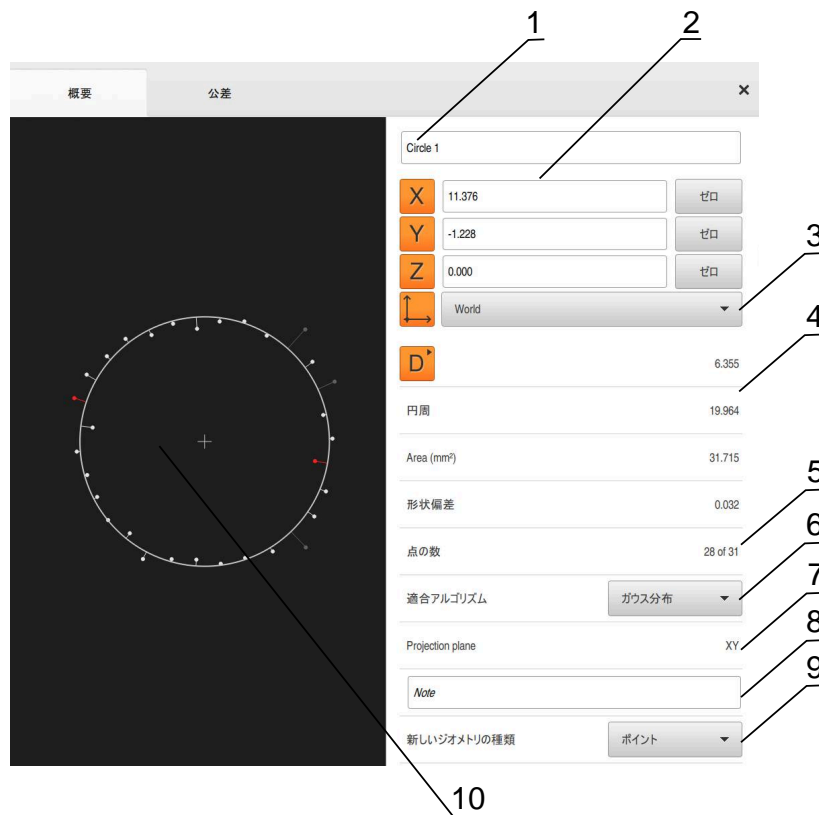 1 2
概要 公差 ×
Circle 1
X 11.376 ゼロ
Y -1.228 ゼロ
Z 0.000 ゼロ
3
World
4
D 6.355
円周 19.964
Area (mm²) 31.715
形状偏差 0.032
5
点の数 28 of 31
6
適合アルゴリズム ガウス分布
7
Projection plane XY
8
Note
9
新しいジオメトリの種類 ポイント
10